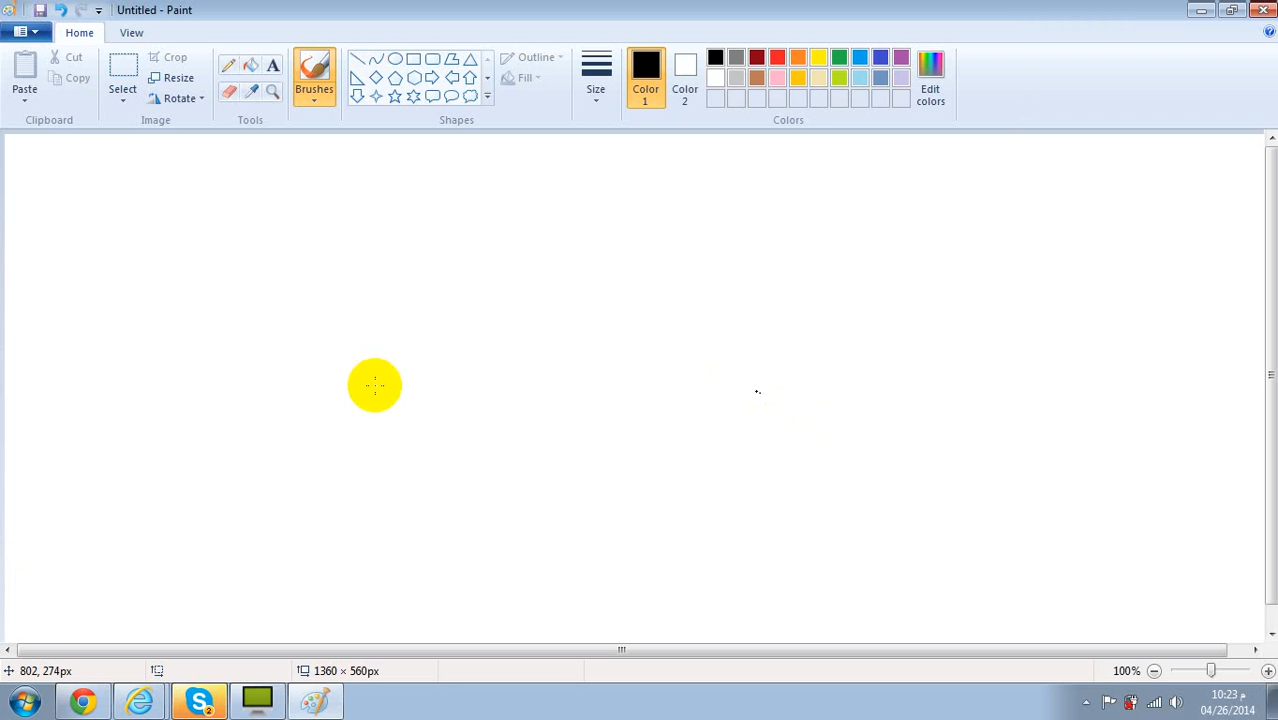 Untitled - Paint
Home View
Paste
Cut
Copy
Clipboard
Select
Crop
Resize
Rotate
Image
A
Tools
Brushes
Shapes
Outline
Fill
Size
Color 1
Color 2
Edit colors
Colors
802, 274px
1360 × 560px
100%
S
2
10:23 م
04/26/2014